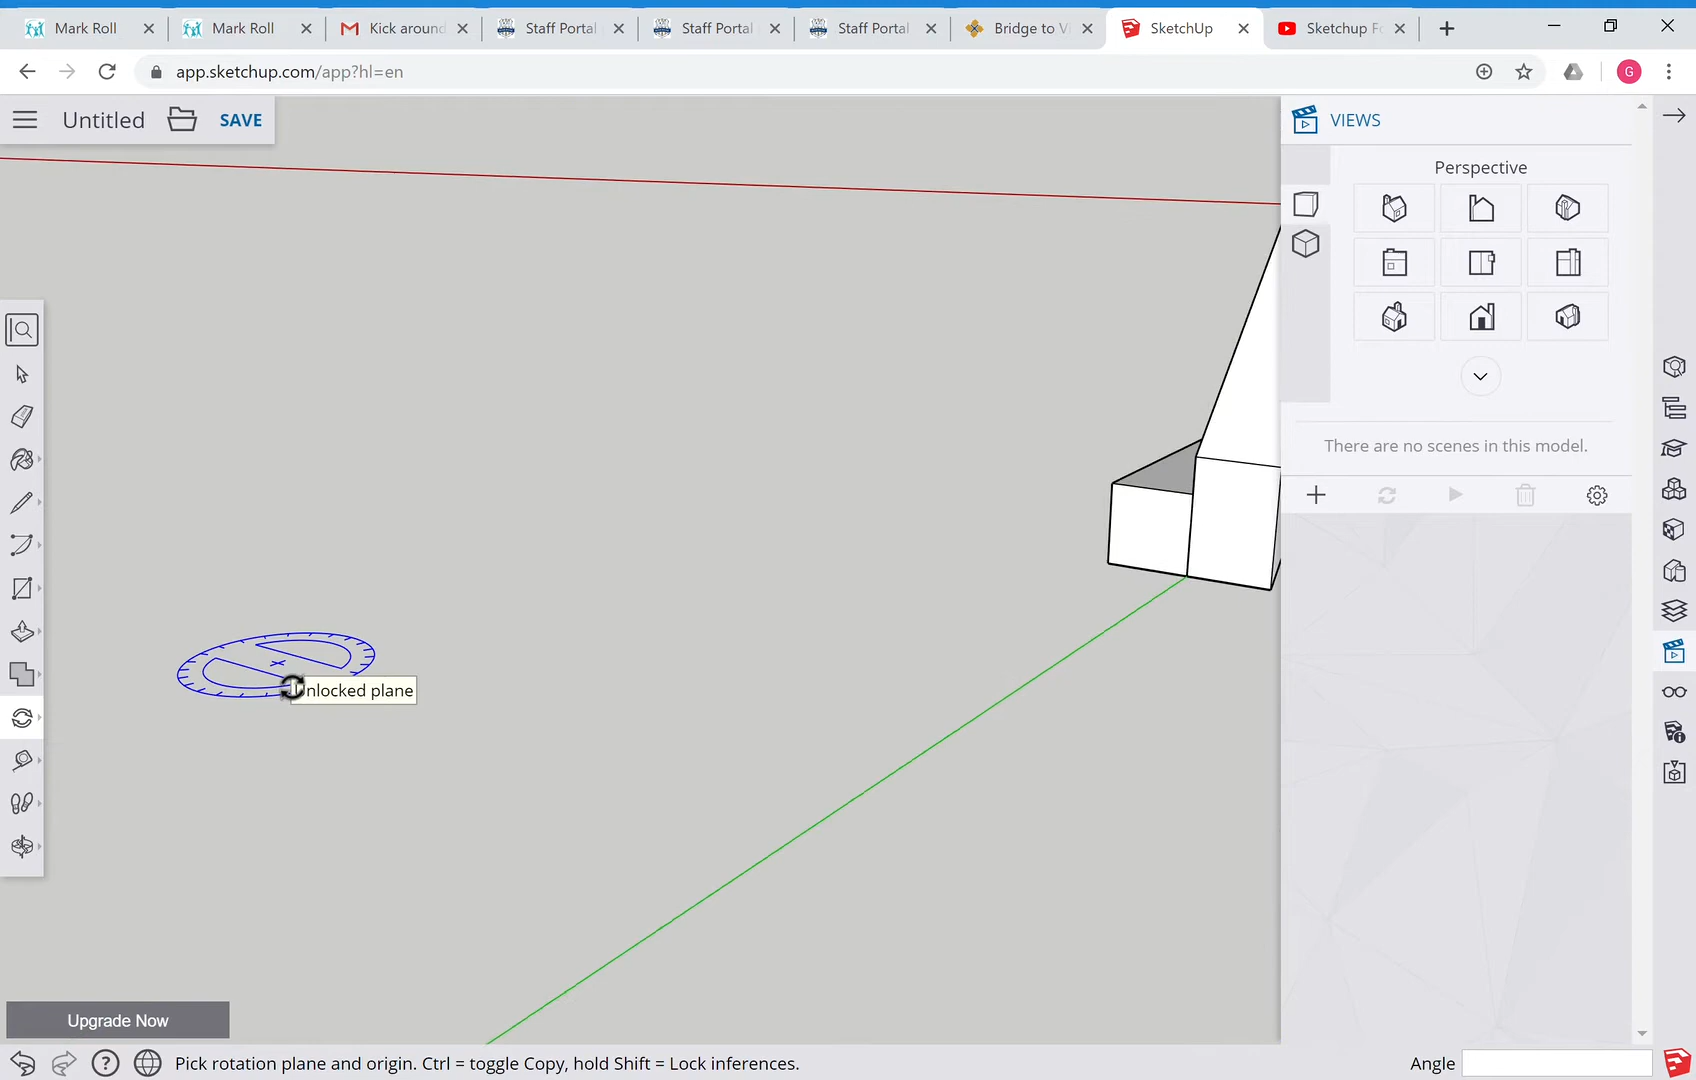 Mark Roll
Mark Roll
Kick around
Staff Portal
Staff Portal
Staff Portal
Bridge to Vi
SketchUp
Sketchup Fo
app.sketchup.com/app?hl=en
G
Untitled
SAVE
VIEWS
Perspective
There are no scenes in this model.
nlocked plane
Upgrade Now
Pick rotation plane and origin. Ctrl = toggle Copy, hold Shift = Lock inferences.
Angle